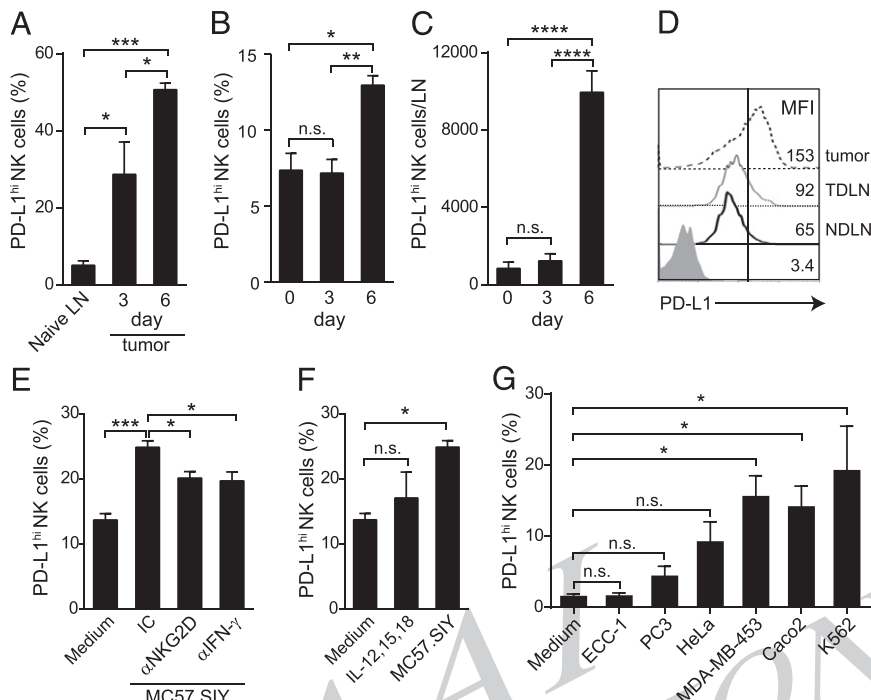 A
PD-L1hi NK cells (%)
60
40
20
0
***
*
*
Naive LN
3
6
day
tumor
B
PD-L1hi NK cells (%)
15
10
5
0
*
**
n.s.
0
3
6
day
C
PD-L1hi NK cells/LN
12000
8000
4000
0
****
****
n.s.
0
3
6
day
D
MFI
153 tumor
92 TDLN
65 NDLN
3.4
PD-L1
E
PD-L1hi NK cells (%)
30
20
10
0
*
***
*
Medium
IC
αNKG2D
αIFN-γ
MC57.SIY
F
PD-L1hi NK cells (%)
30
20
10
0
*
n.s.
Medium
IL-12,15,18
MC57.SIY
G
PD-L1hi NK cells (%)
30
20
10
0
*
*
*
n.s.
n.s.
n.s.
Medium
ECC-1
PC3
HeLa
MDA-MB-453
Caco2
K562